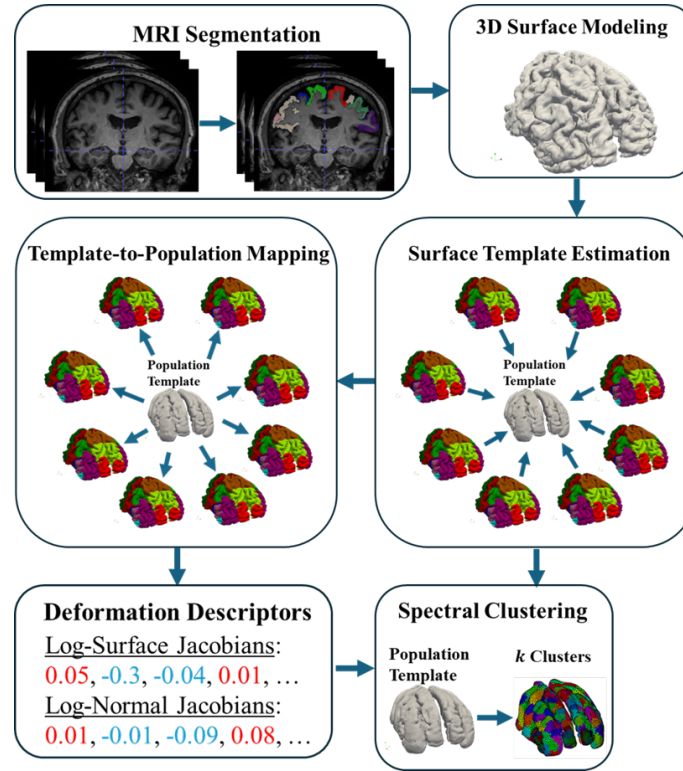 MRI Segmentation
3D Surface Modeling
Template-to-Population Mapping
Population
Template
Surface Template Estimation
Population
Template
Deformation Descriptors
Log-Surface Jacobians:
0.05, -0.3, -0.04, 0.01, …
Log-Normal Jacobians:
0.01, -0.01, -0.09, 0.08, …
Spectral Clustering
Population
Template
k Clusters